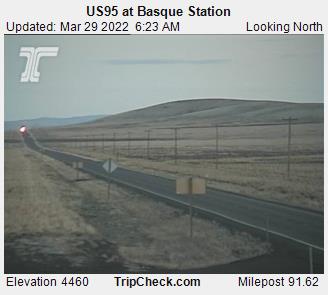 US95 at Basque Station
Updated: Mar 29 2022 6:23 AM Looking North
Elevation 4460 TripCheck.com Milepost 91.62